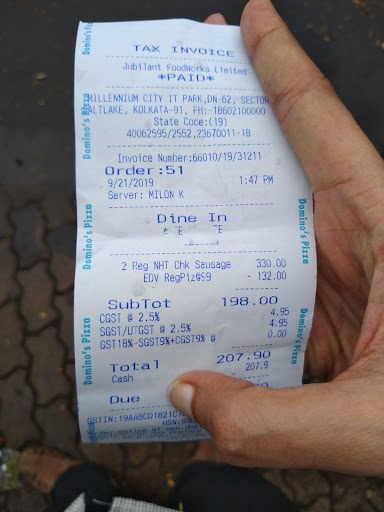 TAX INVOICE
Jubilant FoodWorks Limited
*PAID*
MILLENNIUM CITY IT PARK,DN-62, SECTOR
SALTLAKE, KOLKATA-91, FH:-18602100000
State Coce:(19)
40062595/2552,23670011-18
Invoice Number:66010/19/31211
Order:51
9/21/2019 1:47 PM
Server: MILON K
Dine In
2 Reg NHT Chk Sausage 330.00
EDV RegPiz@99 - 132.00
SubTot 198.00
CGST @ 2.5% 4.95
SGST/UTGST @ 2.5% 4.95
GST18%-SGST9%+CGST9% @ 0.00
Total 207.90
Cash 207.9
Due
Domino's Pizza
Domino's Pizza
Domino's Pizza
Domino's Pizza
Domino's Pizza
Domino's Pizza